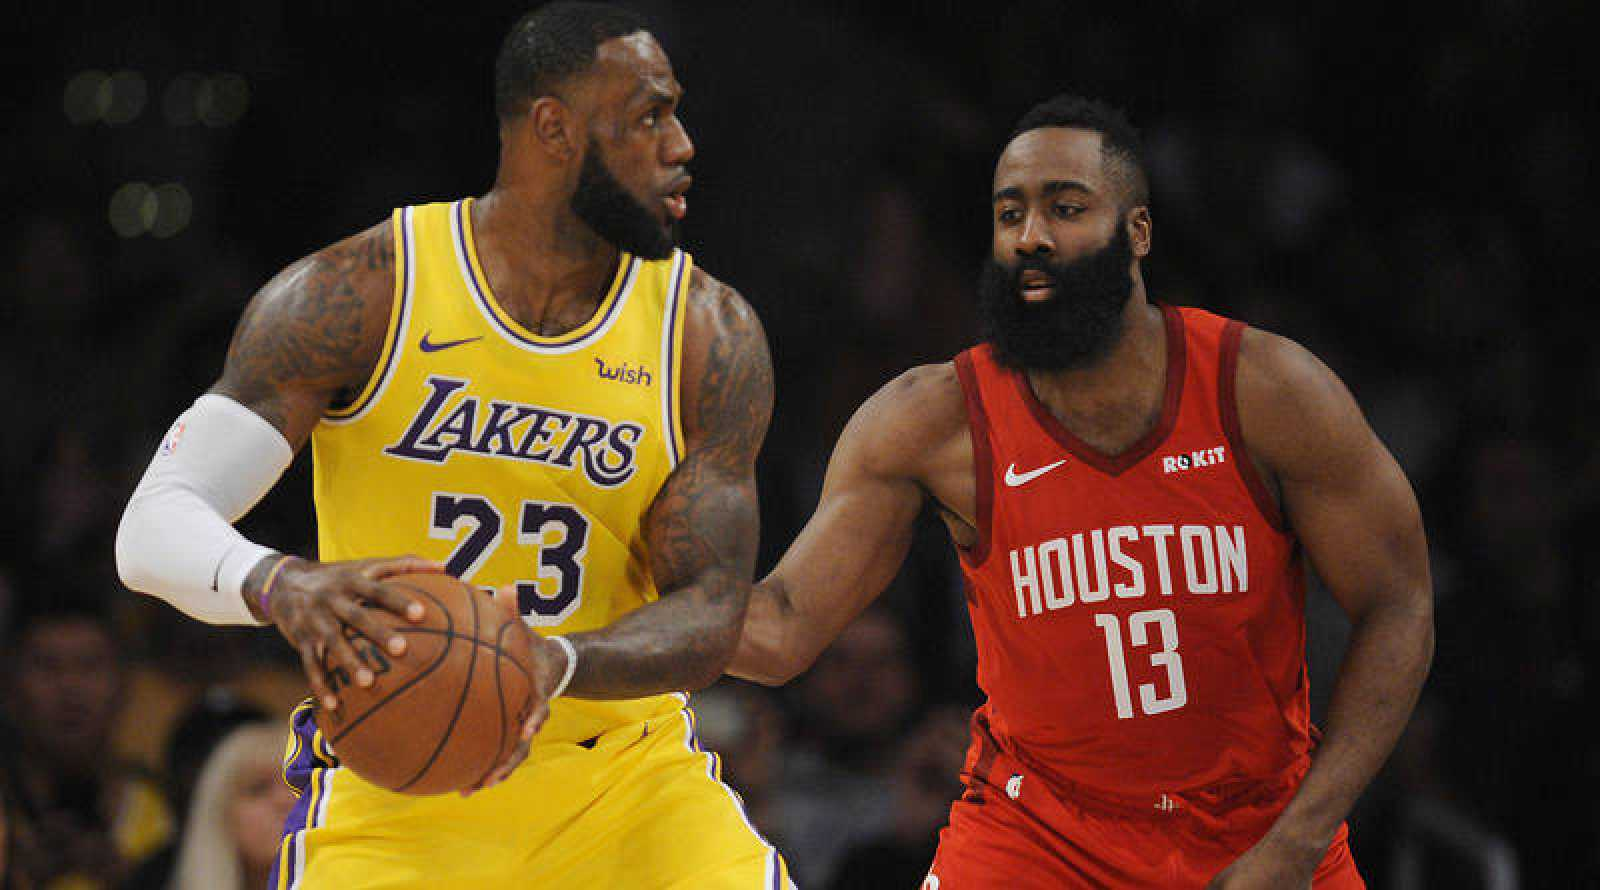 wish
LAKERS
23
ROKiT
HOUSTON
13